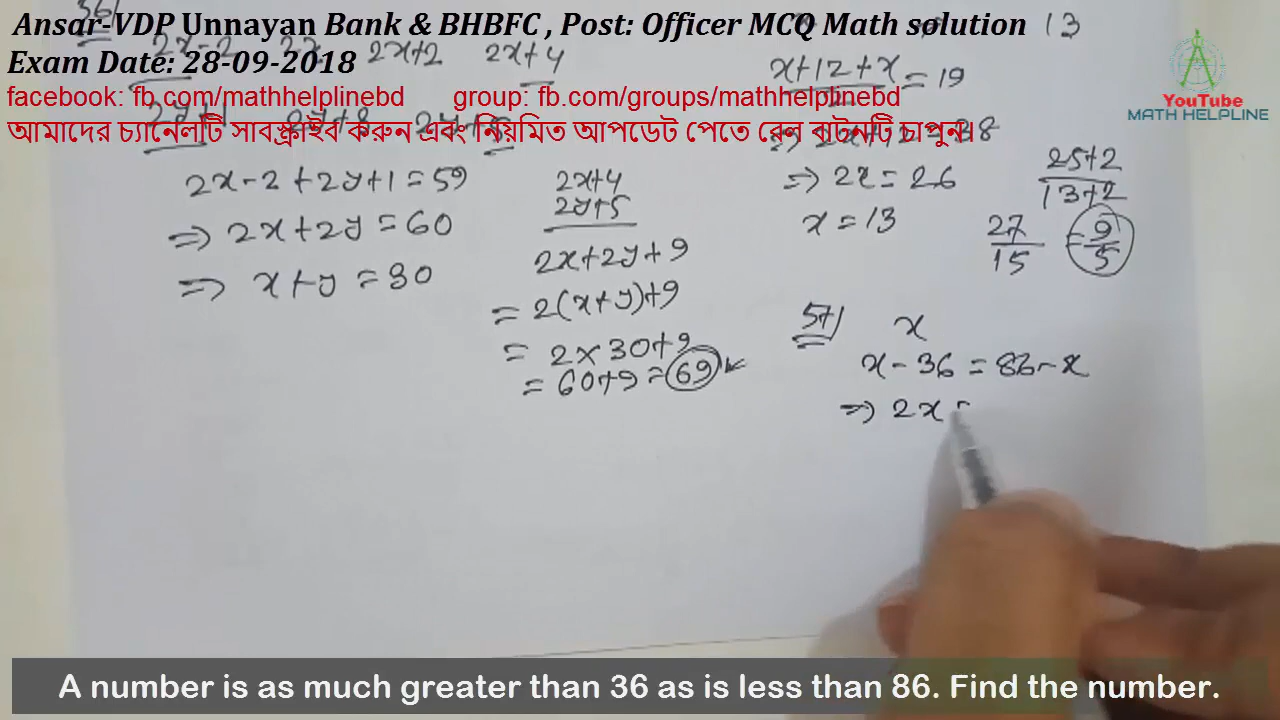 Ansar-VDP Unnayan Bank & BHBFC , Post: Officer MCQ Math solution
13
Exam Date: 28-09-2018
2x-2 2x 2x+2 2x+4
x+12+x = 19
2
facebook: fb.com/mathhelplinebd group: fb.com/groups/mathhelplinebd
YouTube
MATH HELPLINE
আমাদের চ্যানেলটি সাবস্ক্রাইব করুন এবং নিয়মিত আপডেট পেতে বেল বাটনটি চাপুন।
2x-2+2y+1=59
⇒ 2x+2y=60
⇒ x+y=30
2x+4
2y+5
2x+2y+9
= 2(x+y)+9
= 2×30+9
= 60+9=69
⇒ 2x=26
x=13
25+2
13+2
27
15
= 9
5
57)
x
x-36=86-x
⇒ 2x =
A number is as much greater than 36 as is less than 86. Find the number.